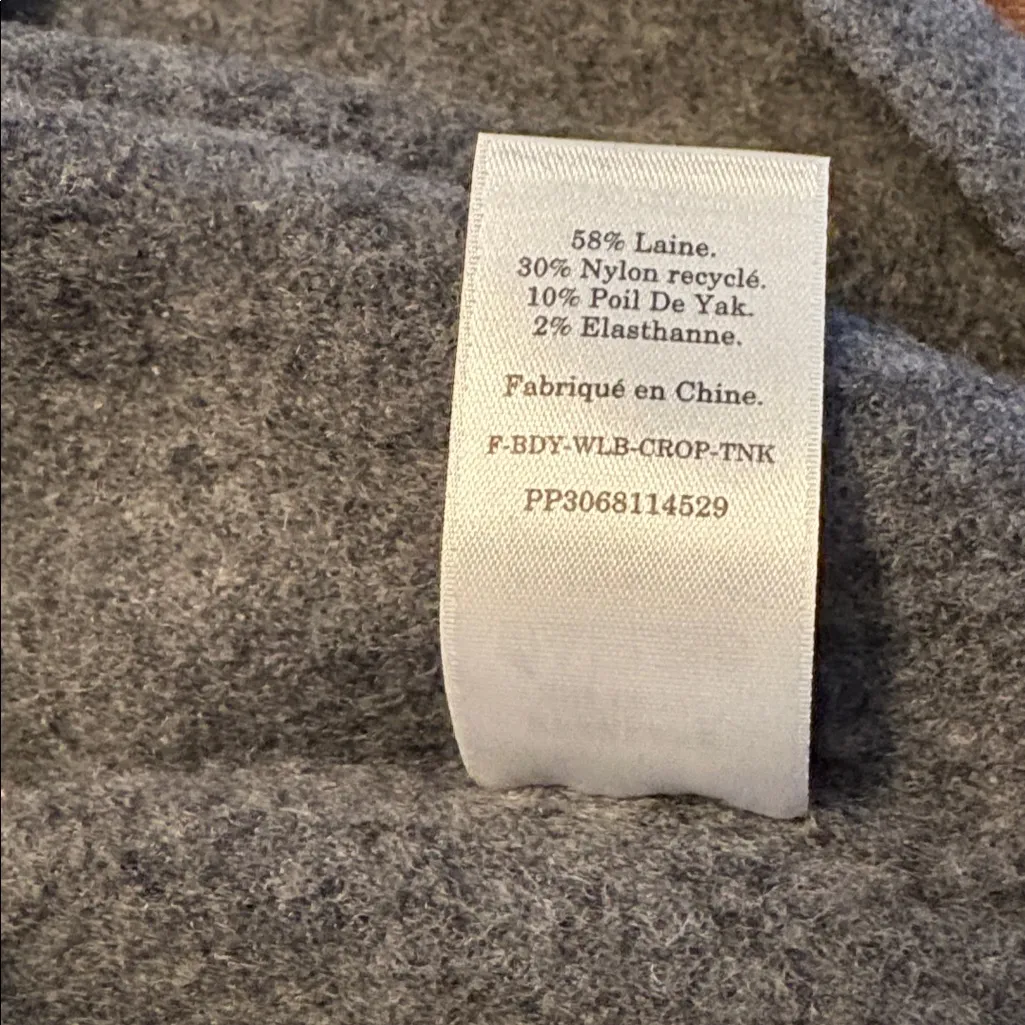 58% Laine.
30% Nylon recyclé.
10% Poil De Yak.
2% Elasthanne.
Fabriqué en Chine.
F-BDY-WLB-CROP-TNK
PP3068114529